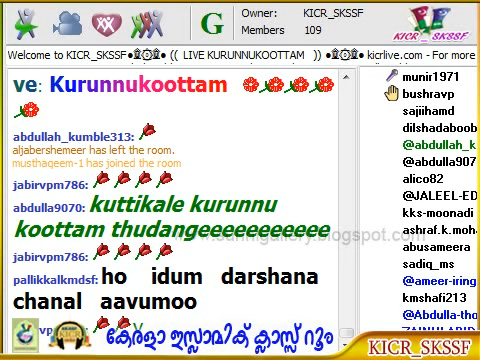 Owner: KICR_SKSSF
Members 109
G
KICR_SKSSF
Welcome to KICR_SKSSF●۩۞۩● (( LIVE KURUNNUKOOTTAM )) ●۩۞۩● kicrlive.com - For more
ve: Kurunnukoottam
abdullah_kumble313:
aljabershemeer has left the room.
musthaqeem-1 has joined the room
jabirvpm786:
abdulla9070: kuttikale kurunnu
koottam thudangeeeeeeeeeee
jabirvpm786:
pallikkalkmdsf: ho idum darshana
chanal aavumoo
munir1971
bushravp
sajiihamd
dilshadaboob
@abdullah_k
@abdulla907
alico82
@JALEEL-ED
kks-moonadi
ashraf.k.moha
abusameera
sadiq_ms
@ameer-iring
kmshafi213
@Abdulla-tho
കേരളാ ഇസ്ലാമിക് ക്ലാസ്സ് റൂം
KICR_SKSSF